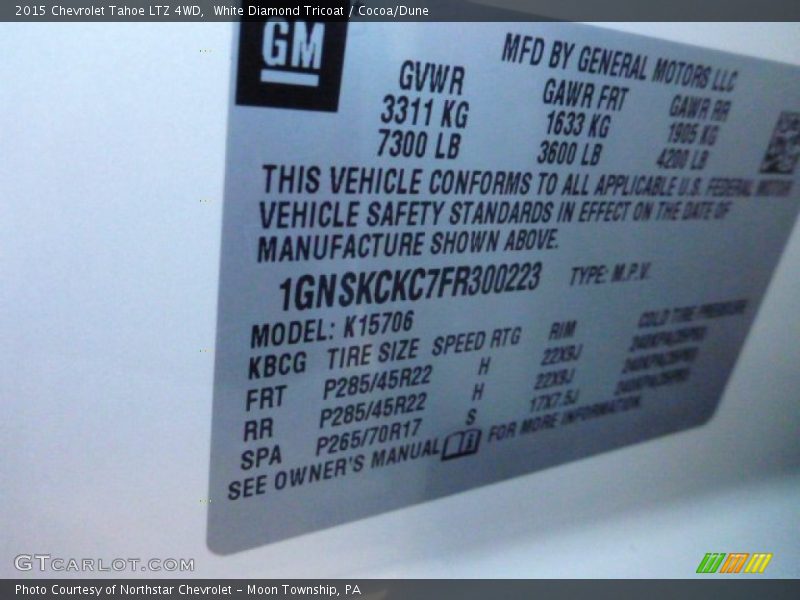 2015 Chevrolet Tahoe LTZ 4WD, White Diamond Tricoat / Cocoa/Dune
GM
MFD BY GENERAL MOTORS LLC
GVWR GAWR FRT GAWR RR
3311 KG 1633 KG 1905 KG
7300 LB 3600 LB 4200 LB
THIS VEHICLE CONFORMS TO ALL APPLICABLE U.S. FEDERAL MOTOR
VEHICLE SAFETY STANDARDS IN EFFECT ON THE DATE OF
MANUFACTURE SHOWN ABOVE.
1GNSKCKC7FR300223 TYPE: M.P.V.
MODEL: K15706
KBCG TIRE SIZE SPEED RTG RIM COLD TIRE PRESSURE
FRT P285/45R22 H 22X9J
RR P285/45R22 H 22X9J
SPA P265/70R17 S 17X7.5J
SEE OWNER'S MANUAL FOR MORE INFORMATION.
GTCARLOT.COM
Photo Courtesy of Northstar Chevrolet - Moon Township, PA